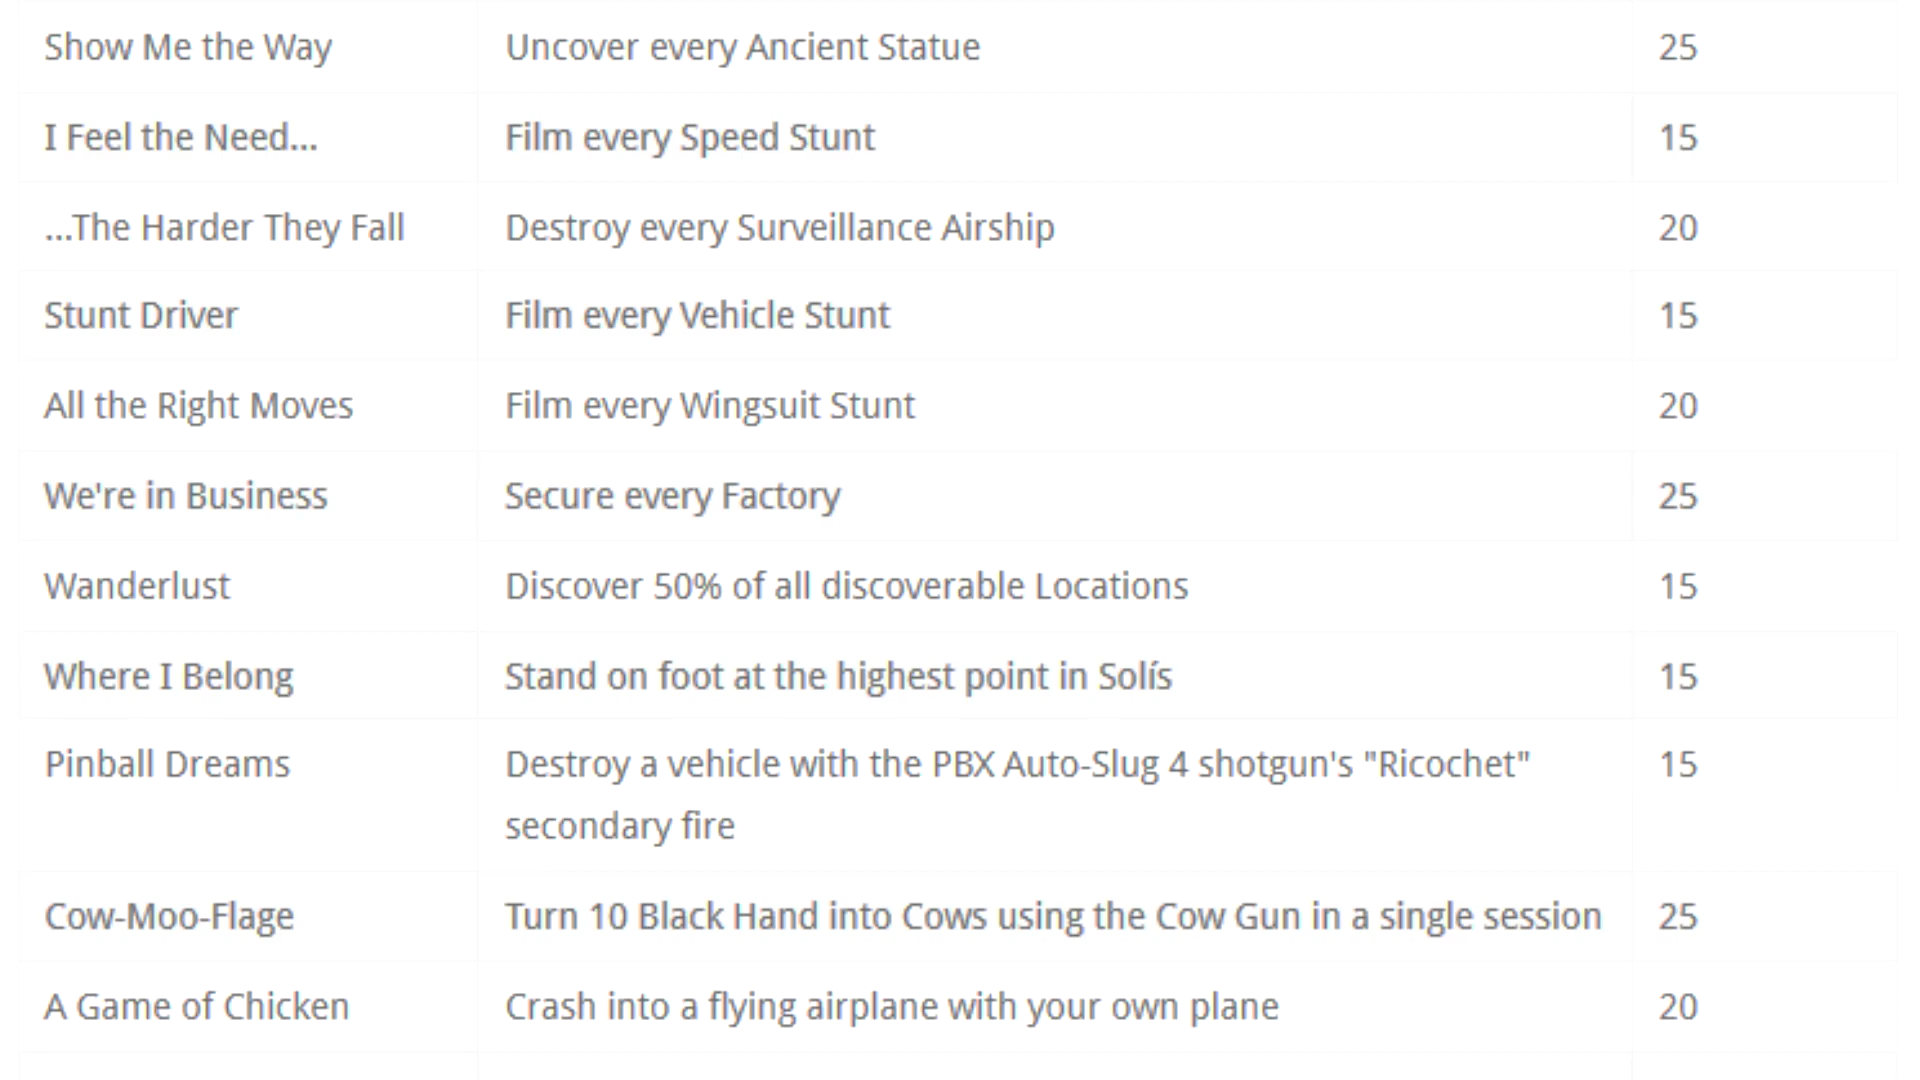 Show Me the Way Uncover every Ancient Statue 25
I Feel the Need... Film every Speed Stunt 15
...The Harder They Fall Destroy every Surveillance Airship 20
Stunt Driver Film every Vehicle Stunt 15
All the Right Moves Film every Wingsuit Stunt 20
We're in Business Secure every Factory 25
Wanderlust Discover 50% of all discoverable Locations 15
Where I Belong Stand on foot at the highest point in Solís 15
Pinball Dreams Destroy a vehicle with the PBX Auto-Slug 4 shotgun's "Ricochet" 15
secondary fire
Cow-Moo-Flage Turn 10 Black Hand into Cows using the Cow Gun in a single session 25
A Game of Chicken Crash into a flying airplane with your own plane 20